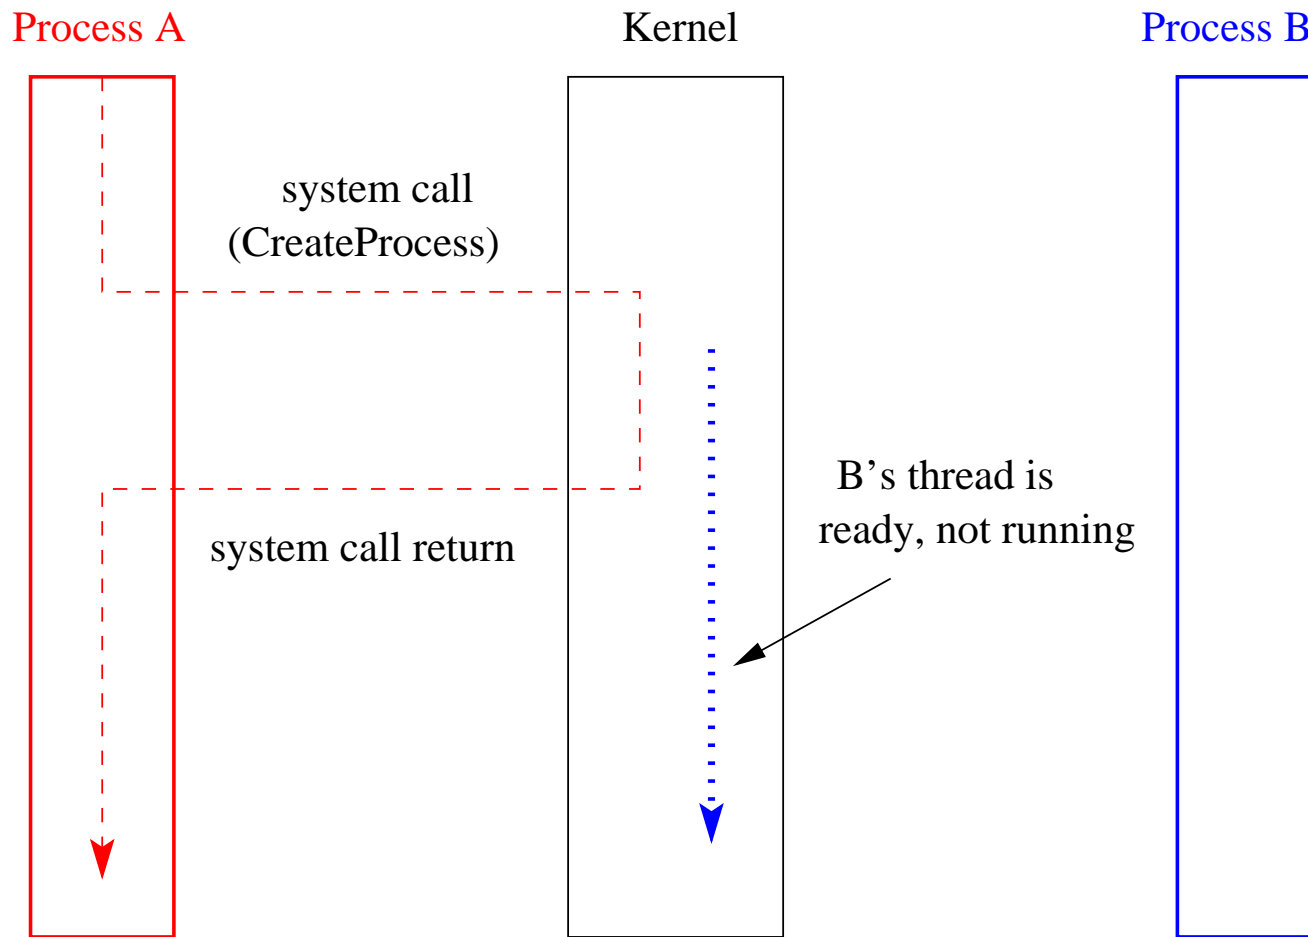 Process A
Kernel
Process B
system call
(CreateProcess)
B’s thread is
ready, not running
system call return